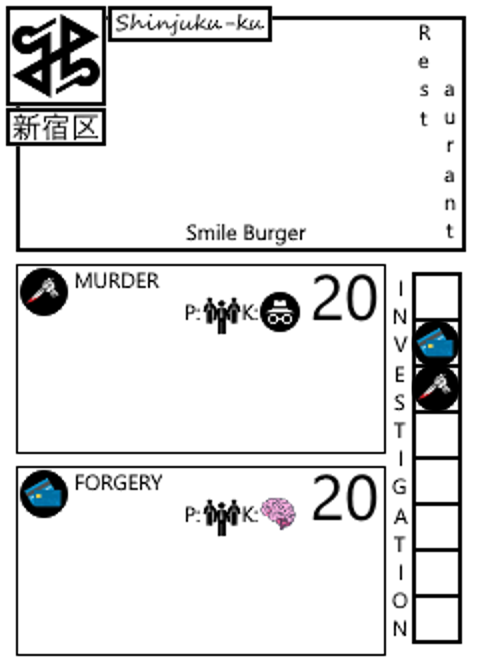 Shinjuku-ku
新宿区
Restaurant
Smile Burger
MURDER
P: K: 20
FORGERY
P: K: 20
INVESTIGATION